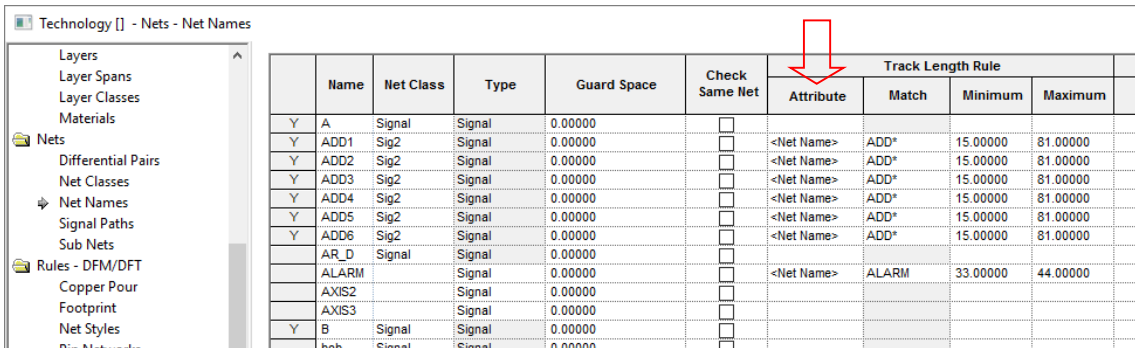 Technology [] - Nets - Net Names
Layers
Layer Spans
Layer Classes
Materials
Nets
Differential Pairs
Net Classes
Net Names
Signal Paths
Sub Nets
Rules - DFM/DFT
Copper Pour
Footprint
Net Styles
Track Length Rule
Name Net Class Type Guard Space Check Same Net Attribute Match Minimum Maximum
Y A Signal Signal 0.00000
Y ADD1 Sig2 Signal 0.00000 <Net Name> ADD* 15.00000 81.00000
Y ADD2 Sig2 Signal 0.00000 <Net Name> ADD* 15.00000 81.00000
Y ADD3 Sig2 Signal 0.00000 <Net Name> ADD* 15.00000 81.00000
Y ADD4 Sig2 Signal 0.00000 <Net Name> ADD* 15.00000 81.00000
Y ADD5 Sig2 Signal 0.00000 <Net Name> ADD* 15.00000 81.00000
Y ADD6 Sig2 Signal 0.00000 <Net Name> ADD* 15.00000 81.00000
AR_D Signal Signal 0.00000
ALARM Signal 0.00000 <Net Name> ALARM 33.00000 44.00000
AXIS2 Signal 0.00000
AXIS3 Signal 0.00000
Y B Signal Signal 0.00000